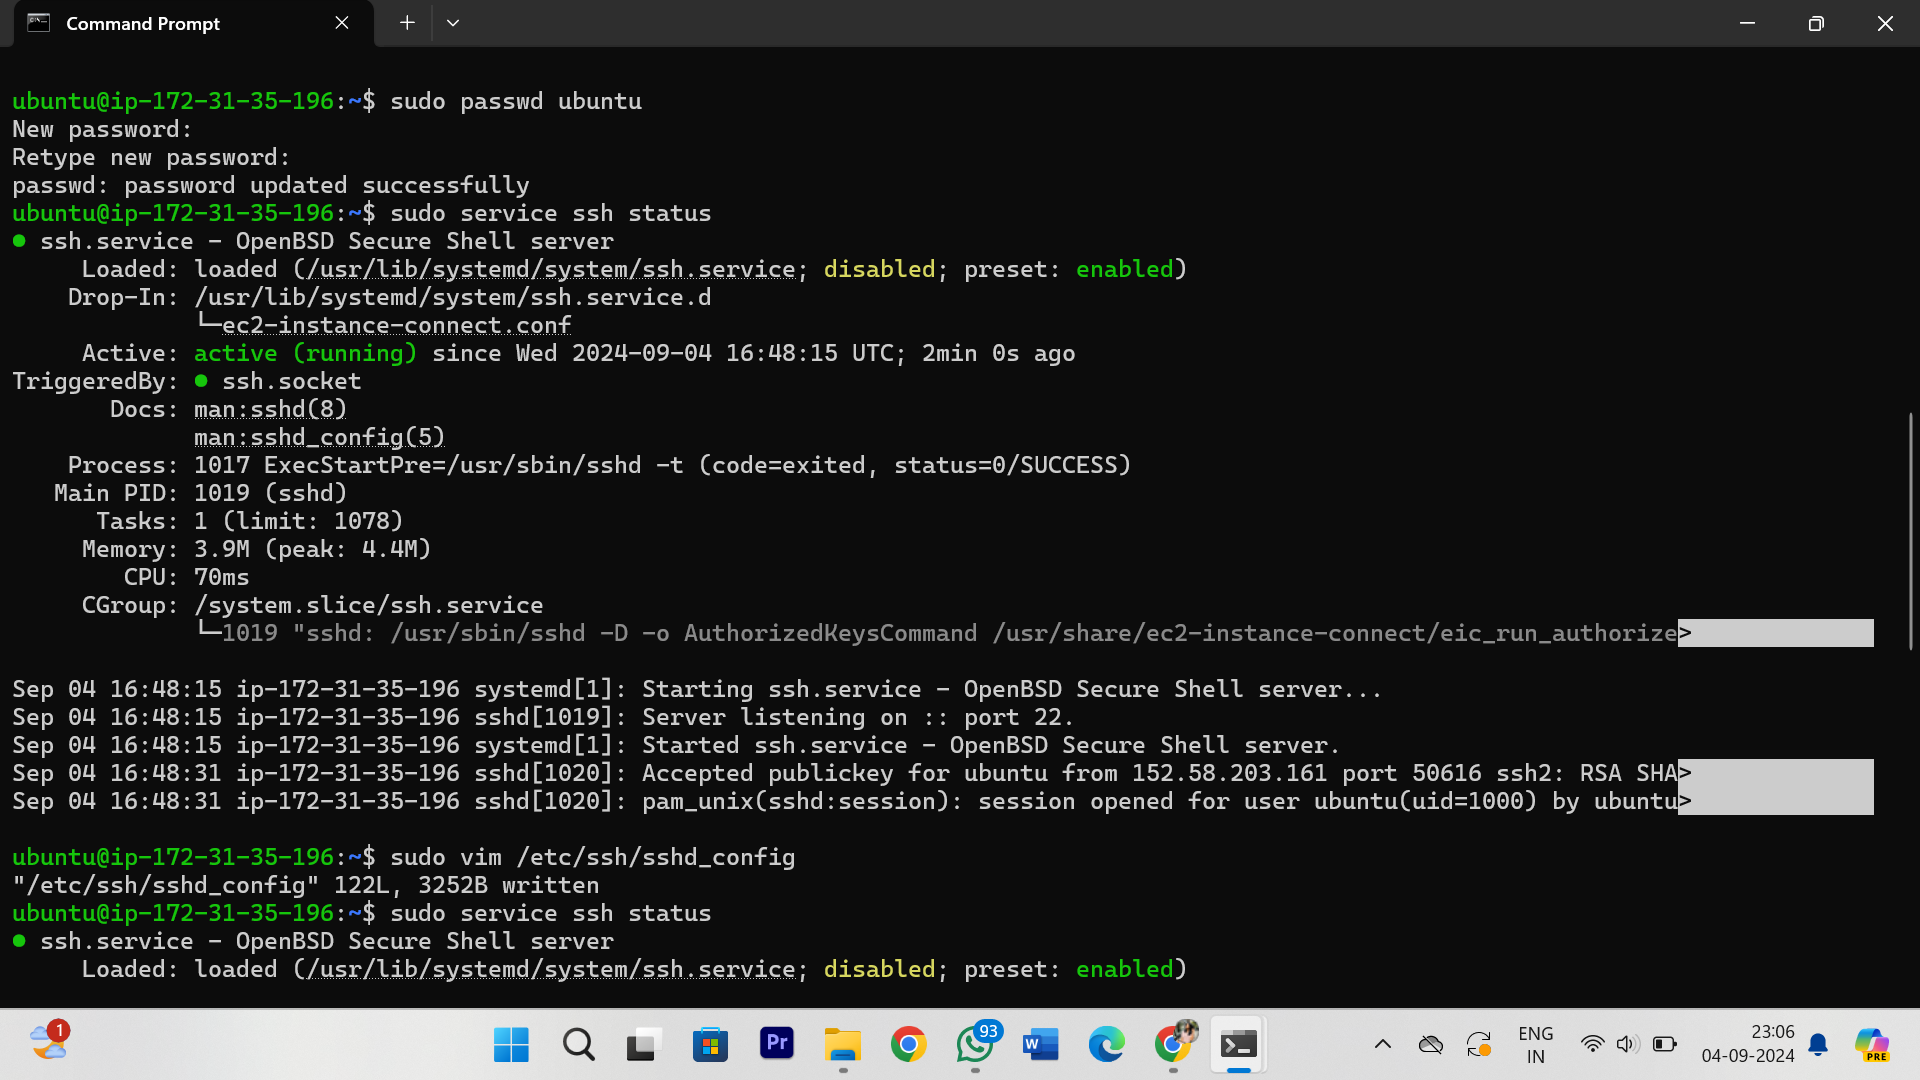 Command Prompt
ubuntu@ip-172-31-35-196:~$ sudo passwd ubuntu
New password:
Retype new password:
passwd: password updated successfully
ubuntu@ip-172-31-35-196:~$ sudo service ssh status
● ssh.service - OpenBSD Secure Shell server
     Loaded: loaded (/usr/lib/systemd/system/ssh.service; disabled; preset: enabled)
    Drop-In: /usr/lib/systemd/system/ssh.service.d
             └─ec2-instance-connect.conf
     Active: active (running) since Wed 2024-09-04 16:48:15 UTC; 2min 0s ago
TriggeredBy: ● ssh.socket
       Docs: man:sshd(8)
             man:sshd_config(5)
    Process: 1017 ExecStartPre=/usr/sbin/sshd -t (code=exited, status=0/SUCCESS)
   Main PID: 1019 (sshd)
      Tasks: 1 (limit: 1078)
     Memory: 3.9M (peak: 4.4M)
        CPU: 70ms
     CGroup: /system.slice/ssh.service
             └─1019 "sshd: /usr/sbin/sshd -D -o AuthorizedKeysCommand /usr/share/ec2-instance-connect/eic_run_authorize>
Sep 04 16:48:15 ip-172-31-35-196 systemd[1]: Starting ssh.service - OpenBSD Secure Shell server...
Sep 04 16:48:15 ip-172-31-35-196 sshd[1019]: Server listening on :: port 22.
Sep 04 16:48:15 ip-172-31-35-196 systemd[1]: Started ssh.service - OpenBSD Secure Shell server.
Sep 04 16:48:31 ip-172-31-35-196 sshd[1020]: Accepted publickey for ubuntu from 152.58.203.161 port 50616 ssh2: RSA SHA>
Sep 04 16:48:31 ip-172-31-35-196 sshd[1020]: pam_unix(sshd:session): session opened for user ubuntu(uid=1000) by ubuntu>
ubuntu@ip-172-31-35-196:~$ sudo vim /etc/ssh/sshd_config
"/etc/ssh/sshd_config" 122L, 3252B written
ubuntu@ip-172-31-35-196:~$ sudo service ssh status
● ssh.service - OpenBSD Secure Shell server
     Loaded: loaded (/usr/lib/systemd/system/ssh.service; disabled; preset: enabled)
1
Pr
93
W
ENG
IN
23:06
04-09-2024
PRE